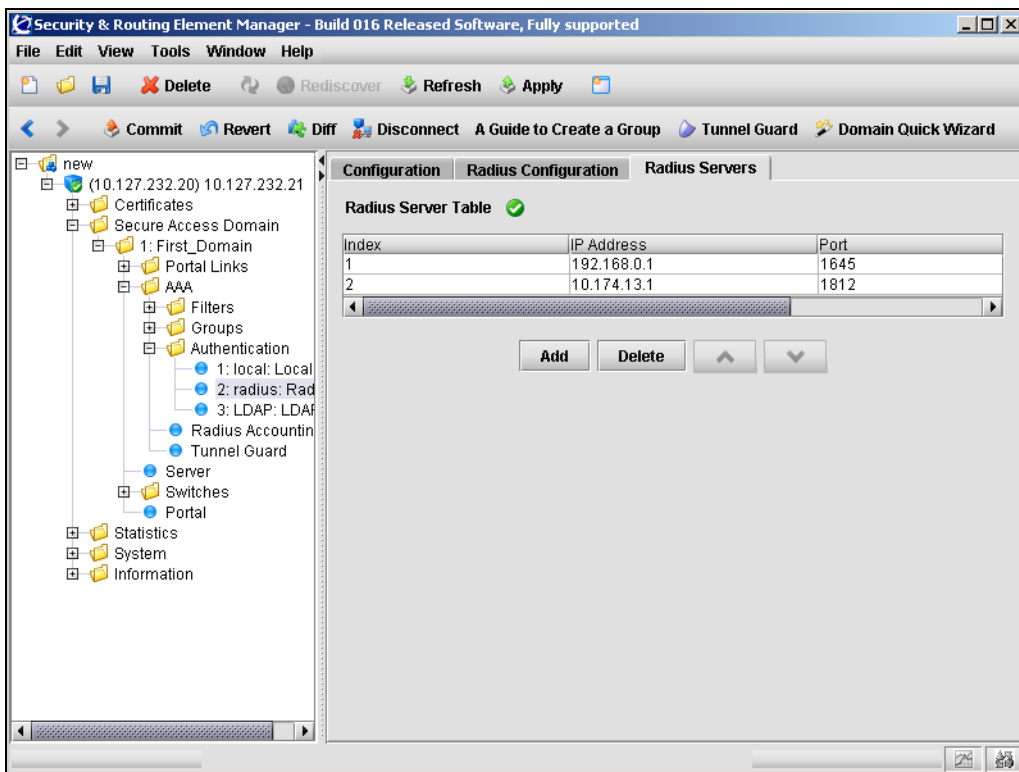 Security & Routing Element Manager - Build 016 Released Software, Fully supported
File Edit View Tools Window Help
Delete Rediscover Refresh Apply
Commit Revert Diff Disconnect A Guide to Create a Group Tunnel Guard Domain Quick Wizard
new
(10.127.232.20) 10.127.232.21
Certificates
Secure Access Domain
1: First_Domain
Portal Links
AAA
Filters
Groups
Authentication
1: local: Local
2: radius: Rad
3: LDAP: LDAP
Radius Accountin
Tunnel Guard
Server
Switches
Portal
Statistics
System
Information
Configuration Radius Configuration Radius Servers
Radius Server Table
Index IP Address Port
1 192.168.0.1 1645
2 10.174.13.1 1812
Add Delete